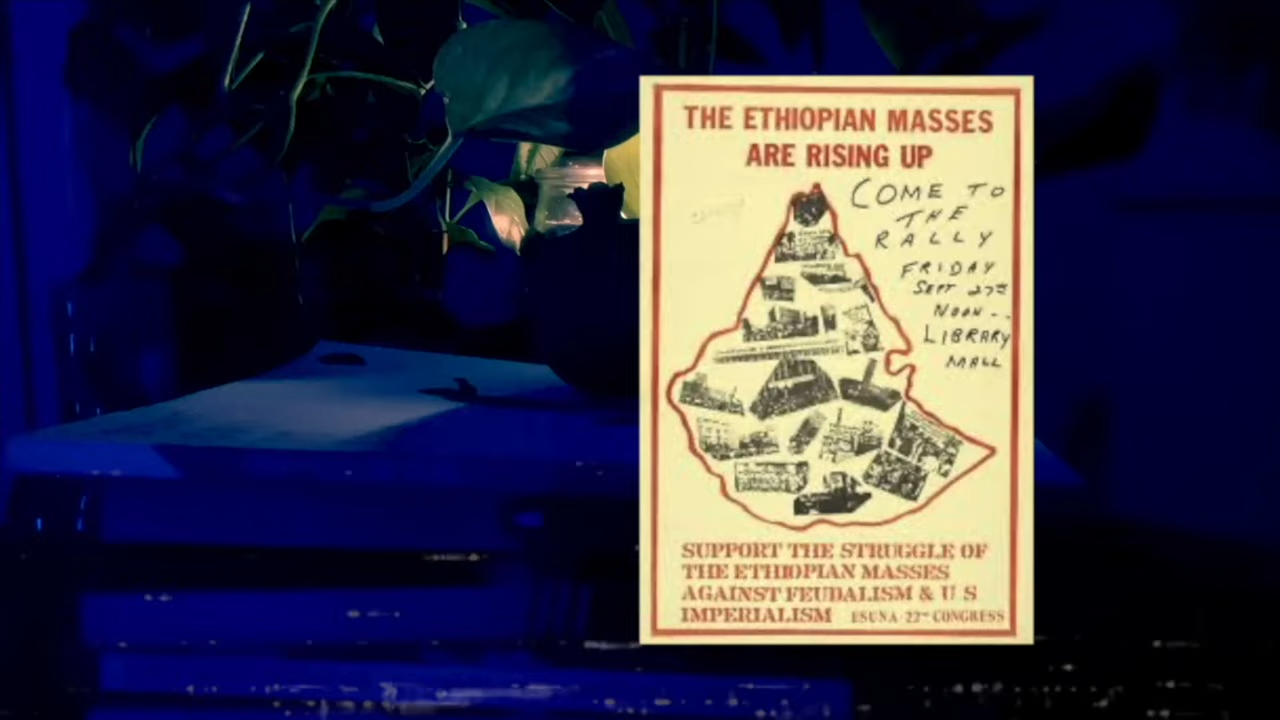 THE ETHIOPIAN MASSES
ARE RISING UP
COME TO
THE
RALLY
FRIDAY
SEPT 27TH
NOON --
LIBRARY
MALL
SUPPORT THE STRUGGLE OF
THE ETHIOPIAN MASSES
AGAINST FEUDALISM & U S
IMPERIALISM ESUNA 22nd CONGRESS